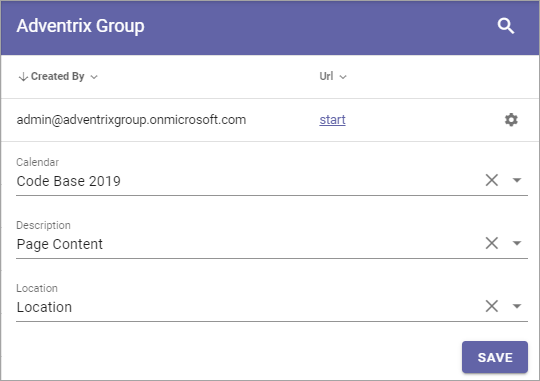 Adventrix Group
Created By Url
admin@adventrixgroup.onmicrosoft.com start
Calendar
Code Base 2019
Description
Page Content
Location
Location
SAVE